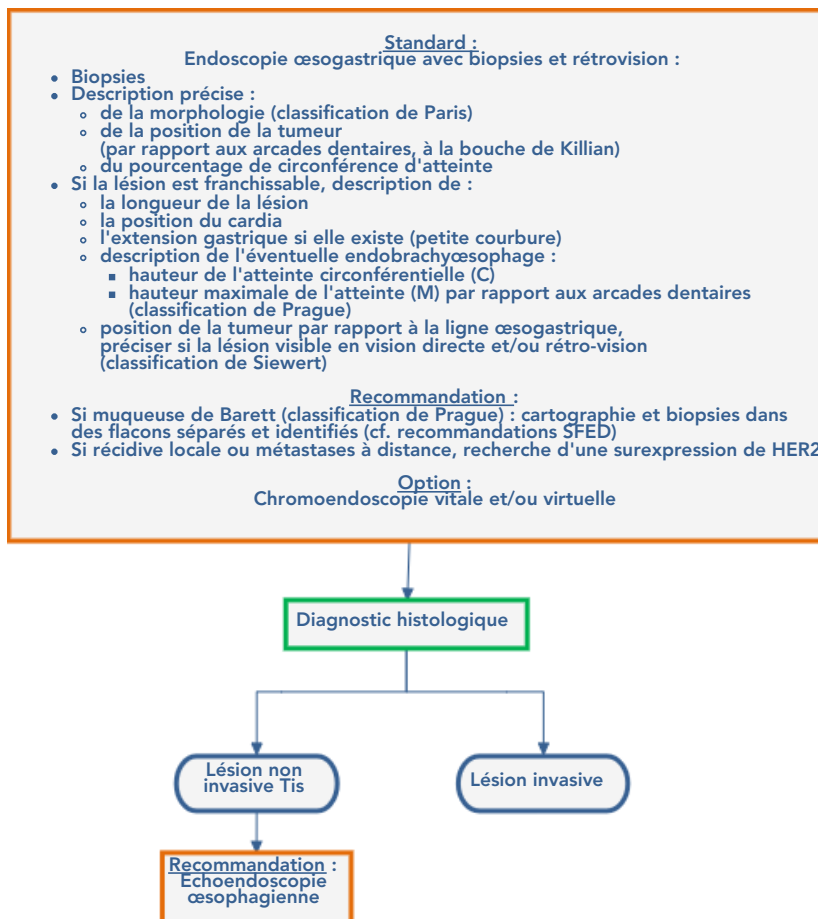 Standard :
Endoscopie œsogastrique avec biopsies et rétrovision :
• Biopsies
• Description précise :
de la morphologie (classification de Paris)
de la position de la tumeur
(par rapport aux arcades dentaires, à la bouche de Killian)
du pourcentage de circonférence d'atteinte
• Si la lésion est franchissable, description de :
la longueur de la lésion
la position du cardia
l'extension gastrique si elle existe (petite courbure)
description de l'éventuelle endobrachyœsophage :
hauteur de l'atteinte circonférentielle (C)
hauteur maximale de l'atteinte (M) par rapport aux arcades dentaires
(classification de Prague)
position de la tumeur par rapport à la ligne œsogastrique,
préciser si la lésion visible en vision directe et/ou rétro-vision
(classification de Siewert)
Recommandation :
• Si muqueuse de Barett (classification de Prague) : cartographie et biopsies dans
des flacons séparés et identifiés (cf. recommandations SFED)
• Si récidive locale ou métastases à distance, recherche d'une surexpression de HER2
Option :
Chromoendoscopie vitale et/ou virtuelle
Diagnostic histologique
Lésion non
invasive Tis
Lésion invasive
Recommandation :
Echoendoscopie
œsophagienne